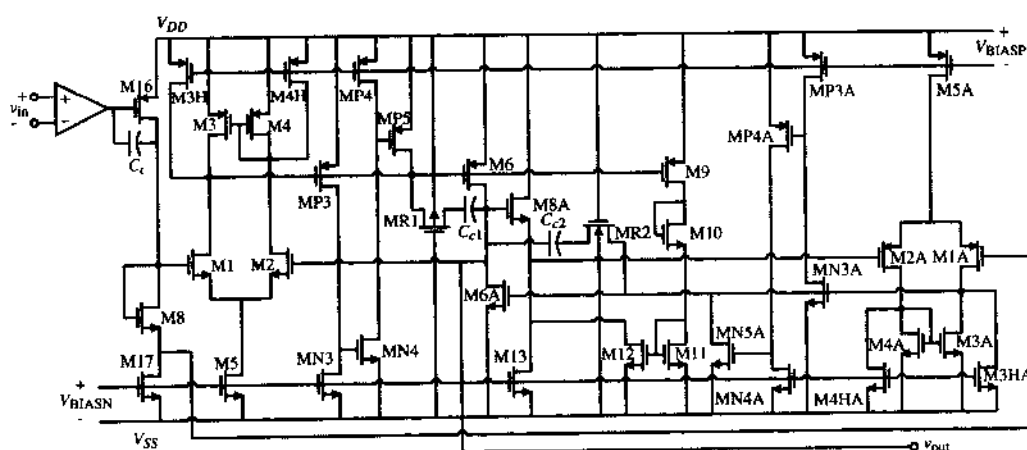 V_DD
+
V_BIASP
-
M16
M3H
M4H
MP4
MP3A
M5A
+
v_in
-
+
-
M3
M4
MP5
MP4A
C_c
M6
M9
MP3
M8A
MR1
C_c1
C_c2
MR2
M10
M1
M2
M2A
M1A
M6A
MN3A
M8
M17
M5
MN3
MN4
M13
M12
M11
MN5A
M4A
M3A
+
V_BIASN
-
MN4A
M4HA
M3HA
V_SS
v_out